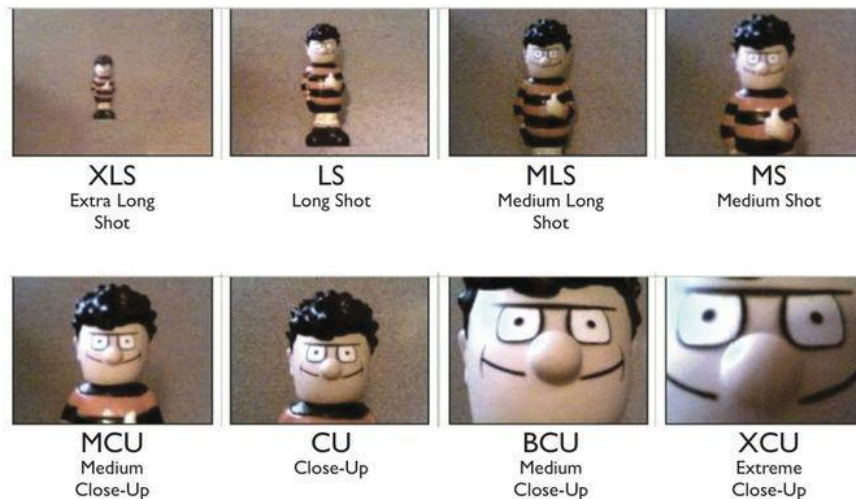 XLS
Extra Long
Shot
LS
Long Shot
MLS
Medium Long
Shot
MS
Medium Shot
MCU
Medium
Close-Up
CU
Close-Up
BCU
Medium
Close-Up
XCU
Extreme
Close-Up